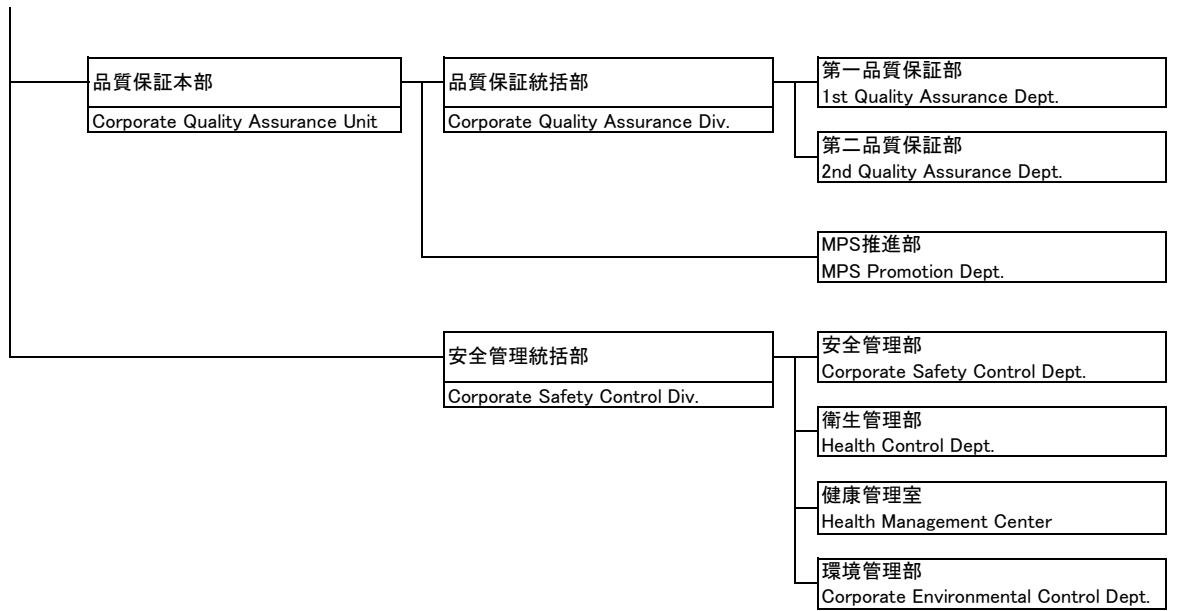 品質保証本部
Corporate Quality Assurance Unit
品質保証統括部
Corporate Quality Assurance Div.
第一品質保証部
1st Quality Assurance Dept.
第二品質保証部
2nd Quality Assurance Dept.
MPS推進部
MPS Promotion Dept.
安全管理統括部
Corporate Safety Control Div.
安全管理部
Corporate Safety Control Dept.
衛生管理部
Health Control Dept.
健康管理室
Health Management Center
環境管理部
Corporate Environmental Control Dept.